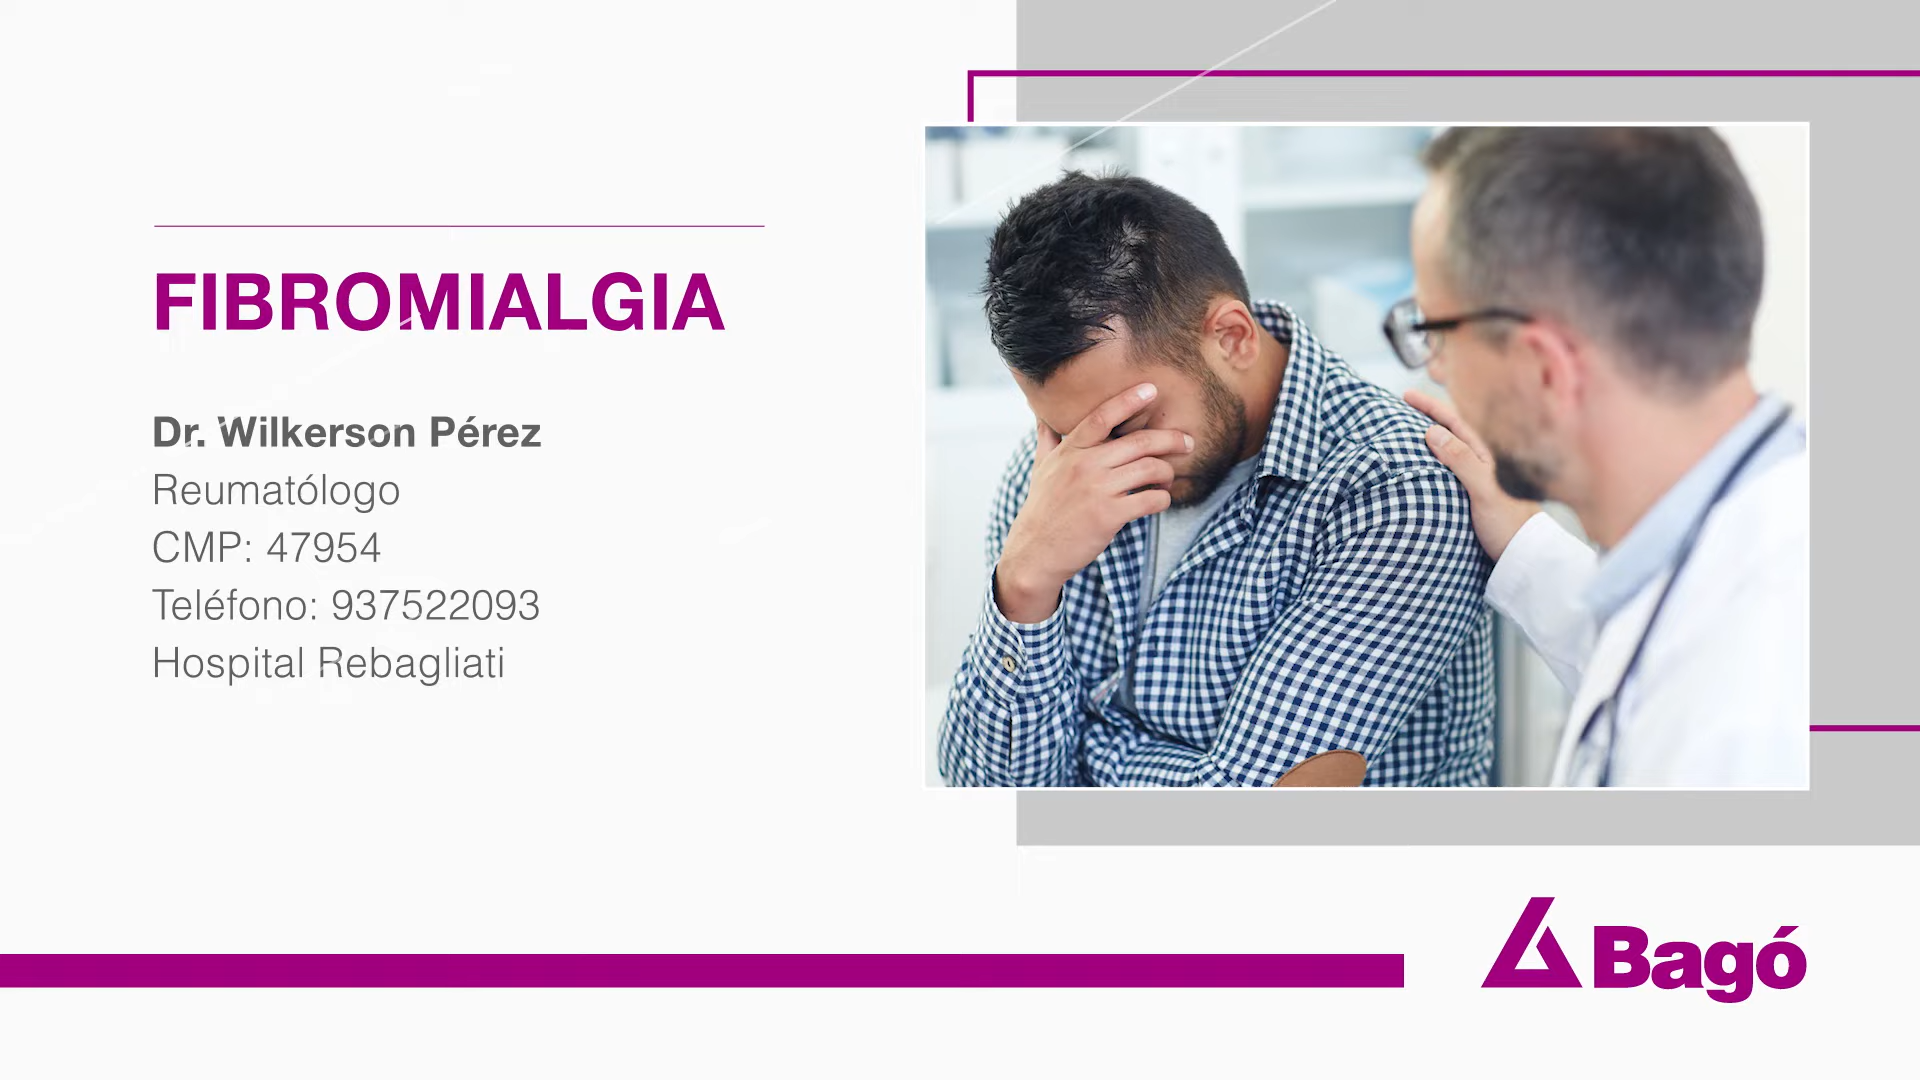 FIBROMIALGIA
Dr. Wilkerson Pérez
Reumatólogo
CMP: 47954
Teléfono: 937522093
Hospital Rebagliati
Bagó